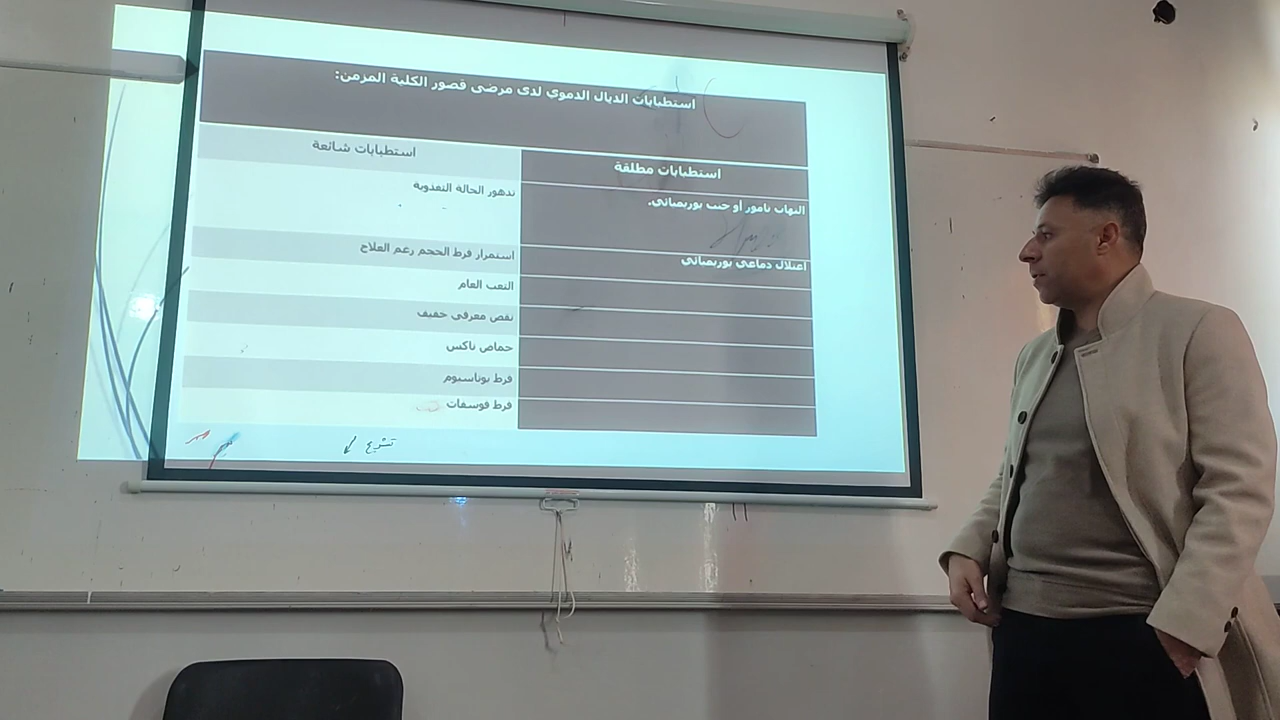 استطبابات الديال الدموي لدى مرضى قصور الكلية المزمن:
استطبابات مطلقة
استطبابات شائعة
التهاب تامور أو جنب يوريميائي.
تدهور الحالة التغذوية
اعتلال دماغي يوريميائي
استمرار فرط الحجم رغم العلاج
التعب العام
نقص معرفي خفيف
حماض ناكس
فرط بوتاسيوم
فرط فوسفات
تشريح